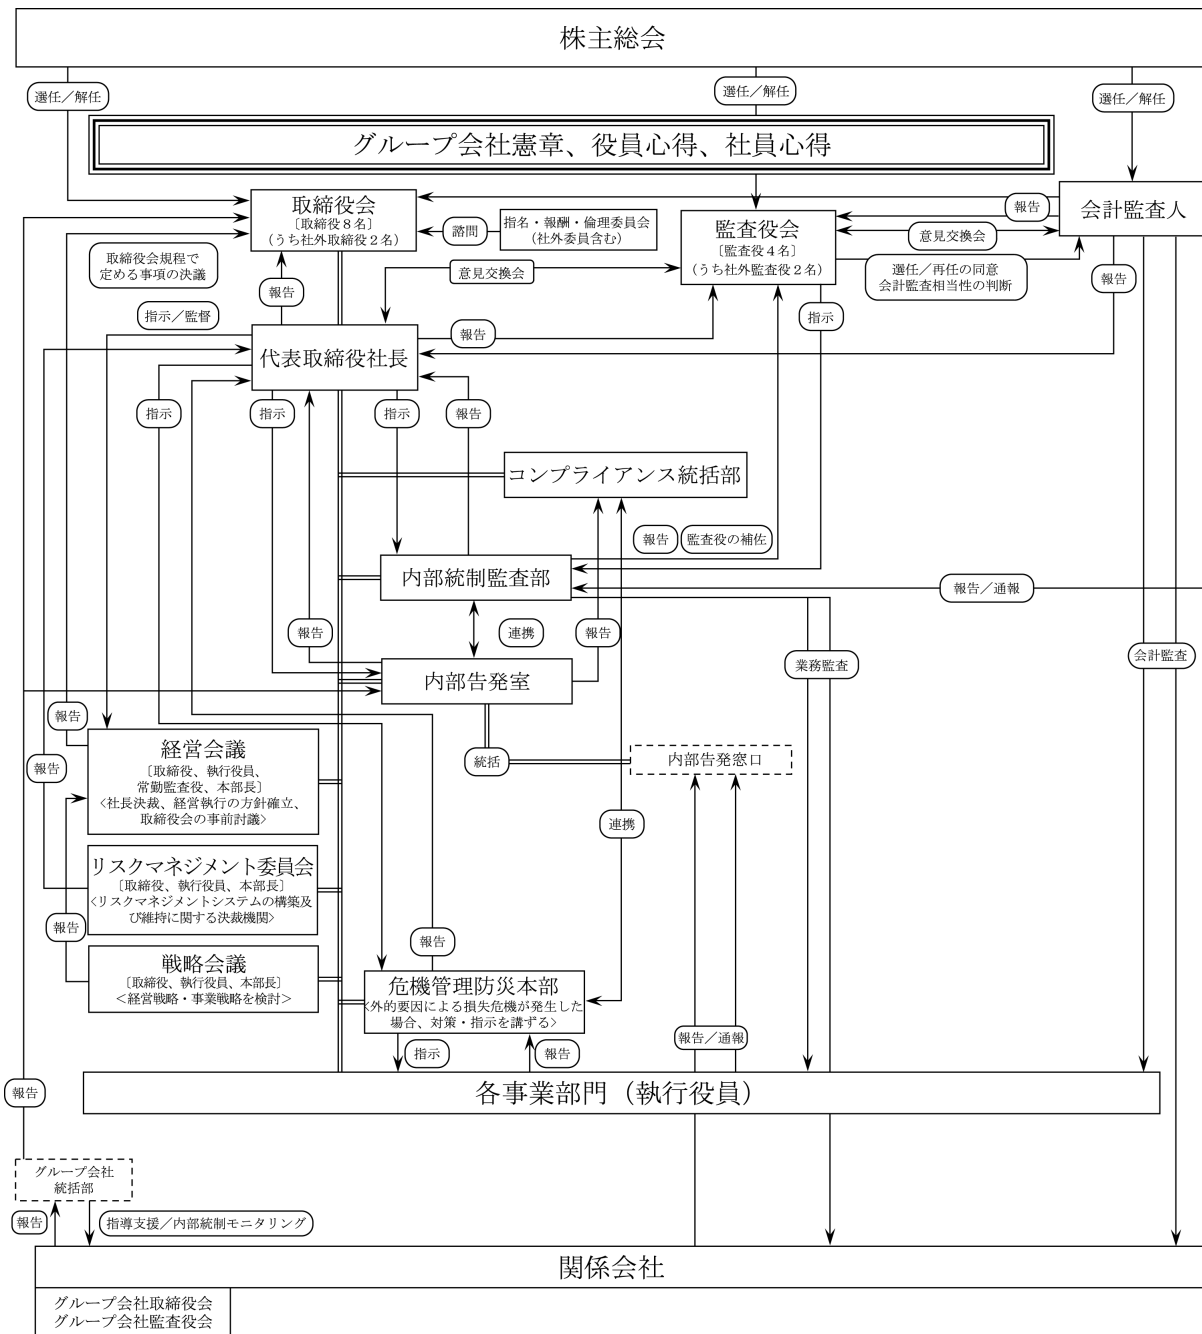 株主総会
選任／解任
選任／解任
選任／解任
グループ会社憲章、役員心得、社員心得
取締役会
〔取締役８名〕
（うち社外取締役２名）
諮問
指名・報酬・倫理委員会
（社外委員含む）
監査役会
〔監査役４名〕
（うち社外監査役２名）
報告
会計監査人
意見交換会
取締役会規程で
定める事項の決議
意見交換会
選任／再任の同意
会計監査相当性の判断
報告
報告
指示／監督
指示
報告
代表取締役社長
指示
指示
指示
報告
コンプライアンス統括部
報告
監査役の補佐
内部統制監査部
報告／通報
報告
連携
報告
業務監査
会計監査
内部告発室
報告
経営会議
〔取締役、執行役員、
常勤監査役、本部長〕
<社長決裁、経営執行の方針確立、
取締役会の事前討議>
統括
内部告発窓口
報告
連携
リスクマネジメント委員会
〔取締役、執行役員、本部長〕
<リスクマネジメントシステムの構築及
び維持に関する決裁機関>
報告
報告
戦略会議
〔取締役、執行役員、本部長〕
＜経営戦略・事業戦略を検討＞
危機管理防災本部
<外的要因による損失危機が発生した
場合、対策・指示を講ずる>
報告／通報
指示
報告
報告
各事業部門（執行役員）
グループ会社
統括部
報告
指導支援／内部統制モニタリング
関係会社
グループ会社取締役会
グループ会社監査役会